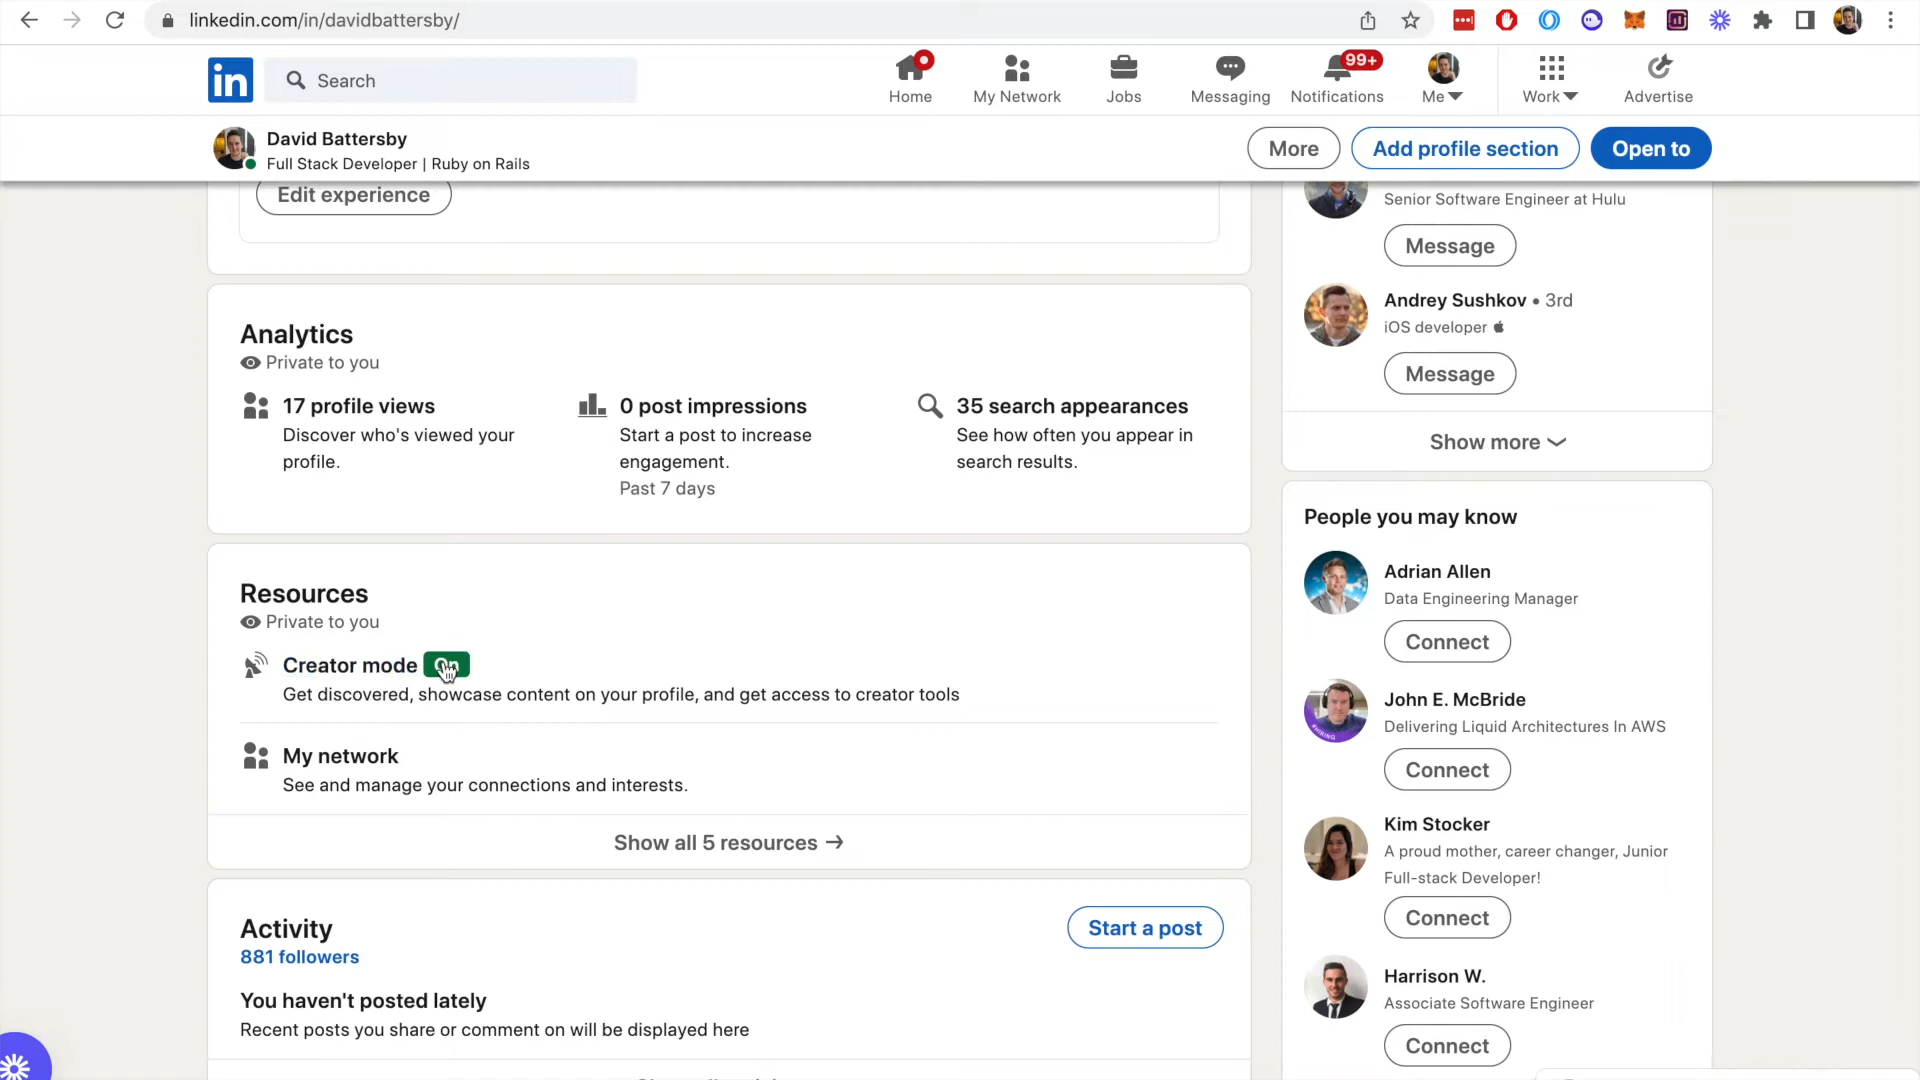 linkedin.com/in/davidbattersby/
in
Search
Home
My Network
Jobs
Messaging
99+
Notifications
Me
Work
Advertise
David Battersby
Full Stack Developer | Ruby on Rails
More
Add profile section
Open to
Edit experience
Senior Software Engineer at Hulu
Message
Andrey Sushkov • 3rd
iOS developer
Message
Show more
Analytics
Private to you
17 profile views
Discover who's viewed your
profile.
0 post impressions
Start a post to increase
engagement.
Past 7 days
35 search appearances
See how often you appear in
search results.
Resources
Private to you
Creator mode On
Get discovered, showcase content on your profile, and get access to creator tools
My network
See and manage your connections and interests.
Show all 5 resources →
Activity
881 followers
Start a post
You haven't posted lately
Recent posts you share or comment on will be displayed here
People you may know
Adrian Allen
Data Engineering Manager
Connect
John E. McBride
Delivering Liquid Architectures In AWS
#HIRING
Connect
Kim Stocker
A proud mother, career changer, Junior
Full-stack Developer!
Connect
Harrison W.
Associate Software Engineer
Connect